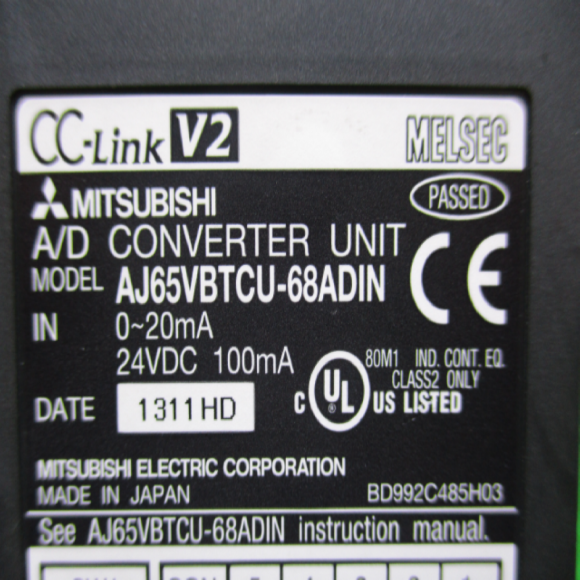 CC-Link V2 MELSEC
MITSUBISHI PASSED
A/D CONVERTER UNIT
MODEL AJ65VBTCU-68ADIN CE
IN 0~20mA
24VDC 100mA
80M1 IND. CONT. EQ.
CLASS2 ONLY
DATE 1311HD
C UL ® US LISTED
MITSUBISHI ELECTRIC CORPORATION
MADE IN JAPAN BD992C485H03
See AJ65VBTCU-68ADIN instruction manual.